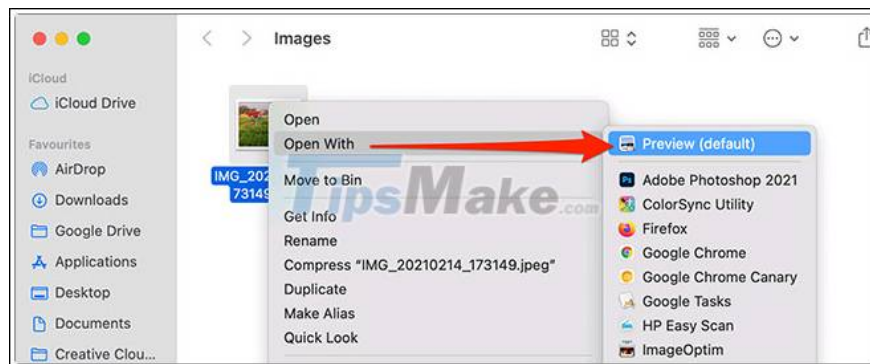 Images
iCloud
iCloud Drive
Favourites
AirDrop
Downloads
Google Drive
Applications
Desktop
Documents
Creative Clou...
IMG_202
73149
Open
Open With
Move to Bin
Get Info
Rename
Compress “IMG_20210214_173149.jpeg”
Duplicate
Make Alias
Quick Look
Preview (default)
Adobe Photoshop 2021
ColorSync Utility
Firefox
Google Chrome
Google Chrome Canary
Google Tasks
HP Easy Scan
ImageOptim
TipsMake.com